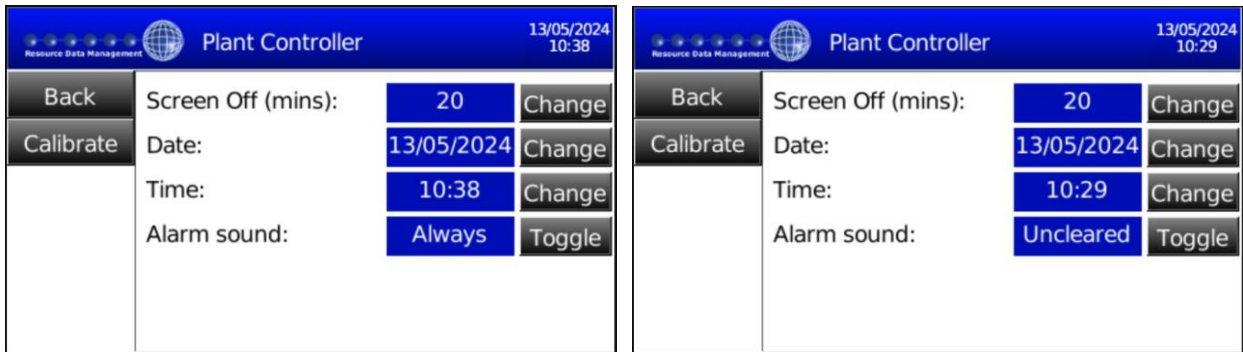 Resource Data Management
Plant Controller
13/05/2024
10:38
Back
Calibrate
Screen Off (mins): 20 Change
Date: 13/05/2024 Change
Time: 10:38 Change
Alarm sound: Always Toggle
Resource Data Management
Plant Controller
13/05/2024
10:29
Back
Calibrate
Screen Off (mins): 20 Change
Date: 13/05/2024 Change
Time: 10:29 Change
Alarm sound: Uncleared Toggle